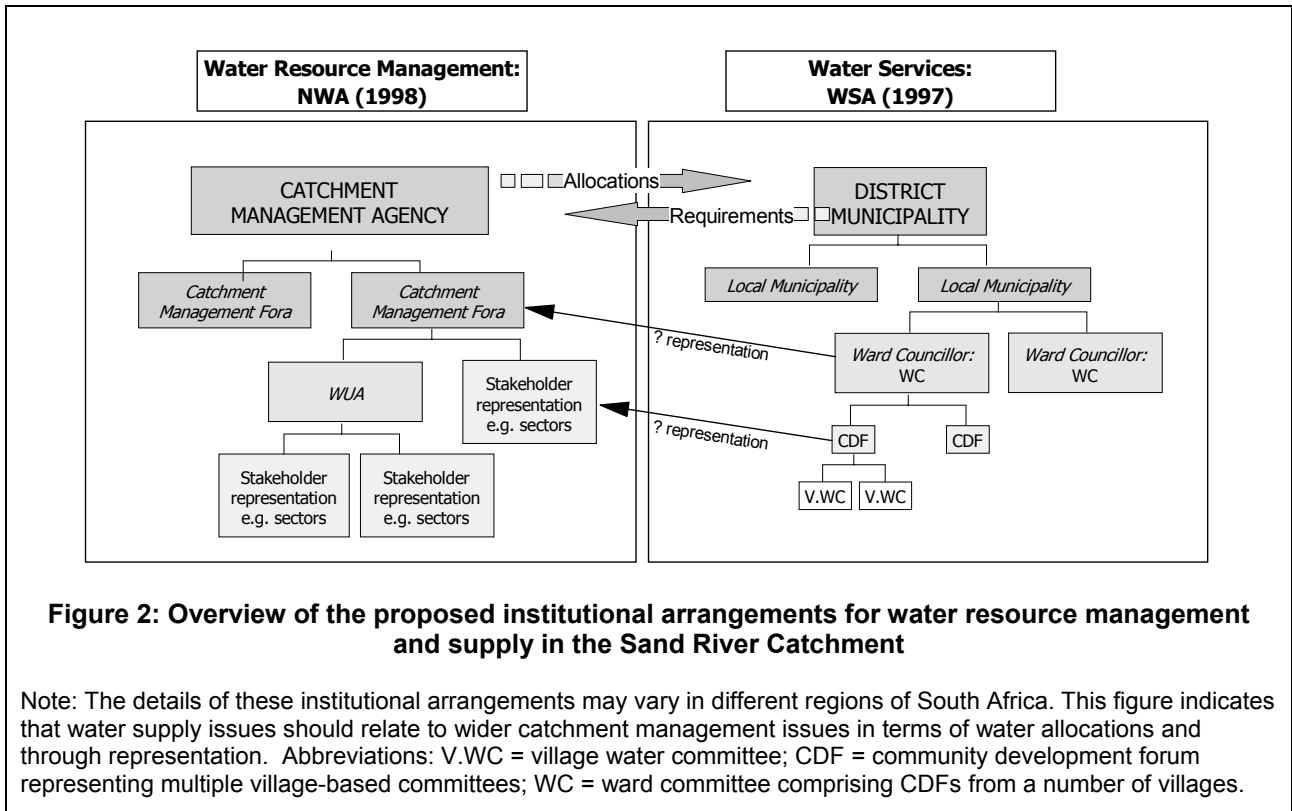 Water Resource Management:
NWA (1998)
Water Services:
WSA (1997)
CATCHMENT
MANAGEMENT AGENCY
Allocations
Requirements
DISTRICT
MUNICIPALITY
Catchment
Management Fora
Catchment
Management Fora
Local Municipality
Local Municipality
? representation
WUA
Stakeholder
representation
e.g. sectors
Ward Councillor:
WC
Ward Councillor:
WC
? representation
Stakeholder
representation
e.g. sectors
Stakeholder
representation
e.g. sectors
CDF
CDF
V.WC
V.WC
Figure 2: Overview of the proposed institutional arrangements for water resource management
and supply in the Sand River Catchment
Note: The details of these institutional arrangements may vary in different regions of South Africa. This figure indicates
that water supply issues should relate to wider catchment management issues in terms of water allocations and
through representation. Abbreviations: V.WC = village water committee; CDF = community development forum
representing multiple village-based committees; WC = ward committee comprising CDFs from a number of villages.